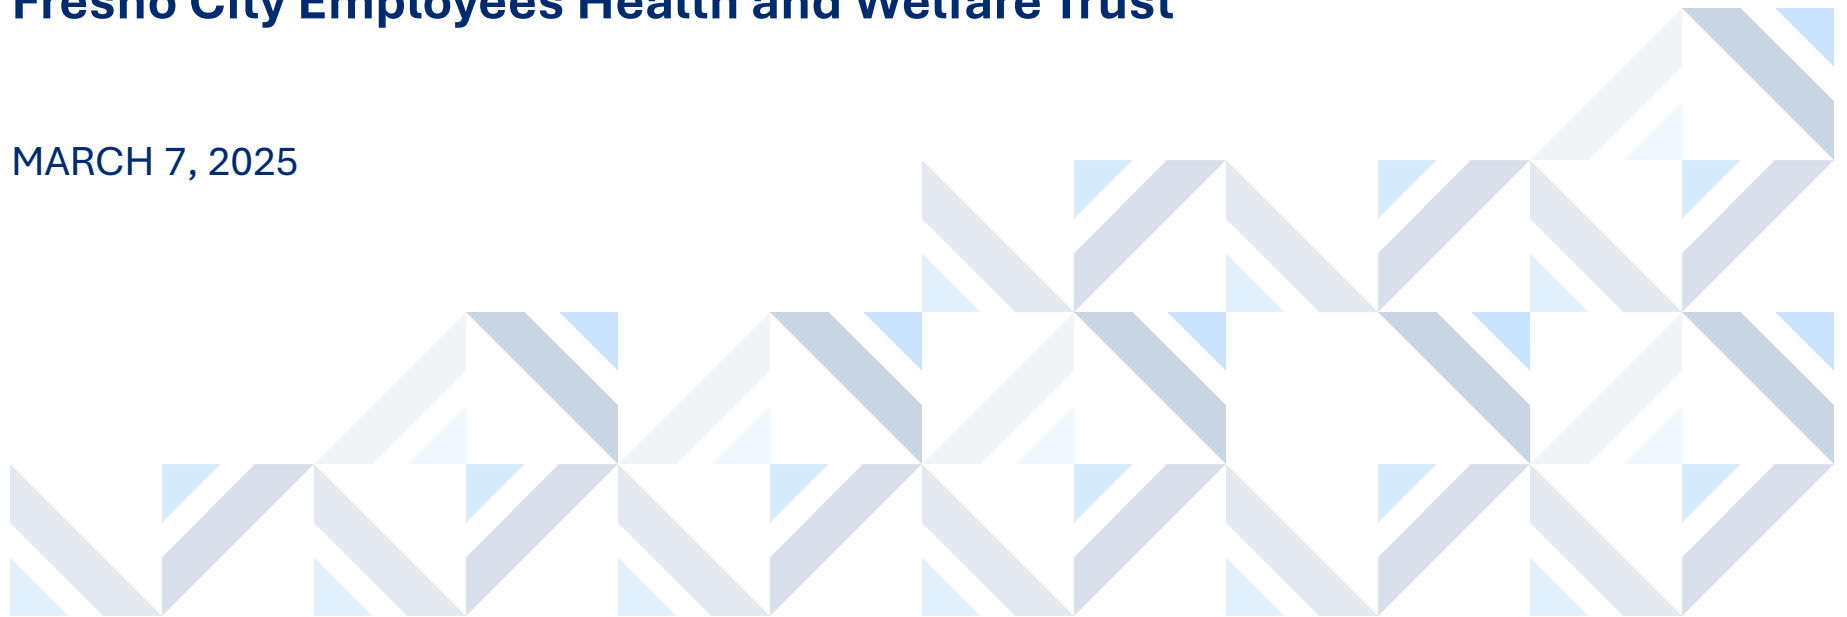 Fresno City Employees Health and Welfare Trust
MARCH 7, 2025